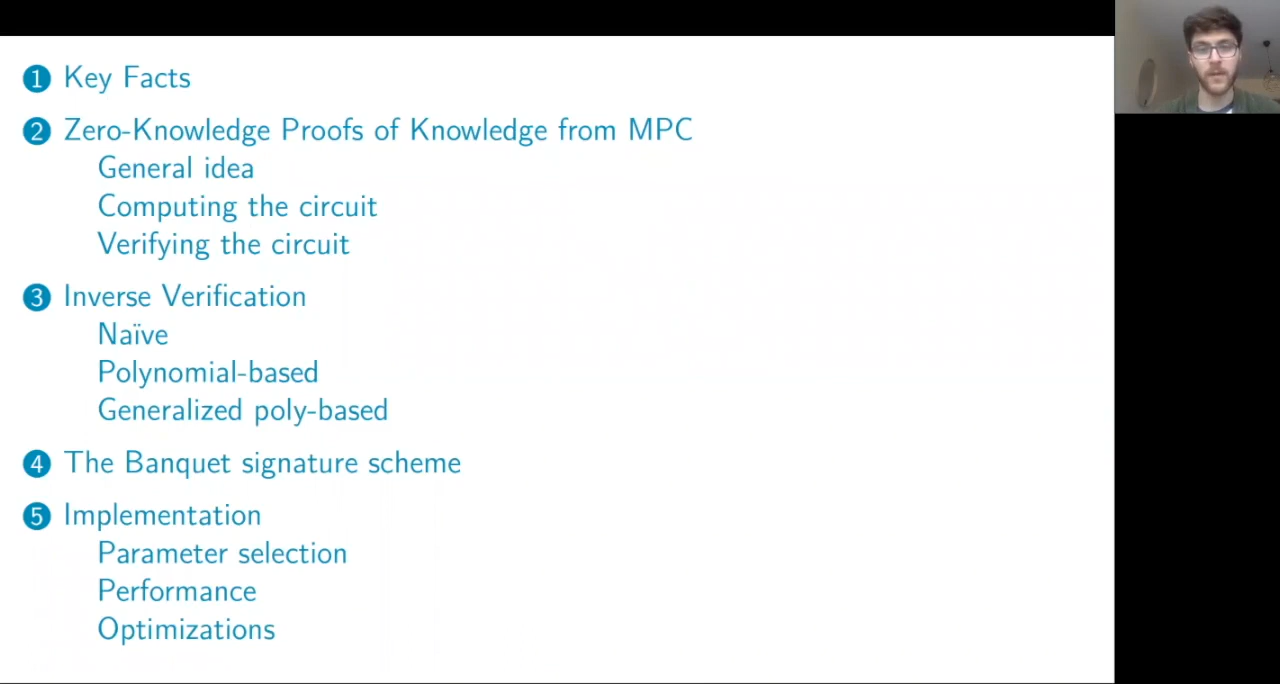 1 Key Facts
2 Zero-Knowledge Proofs of Knowledge from MPC
General idea
Computing the circuit
Verifying the circuit
3 Inverse Verification
Naïve
Polynomial-based
Generalized poly-based
4 The Banquet signature scheme
5 Implementation
Parameter selection
Performance
Optimizations